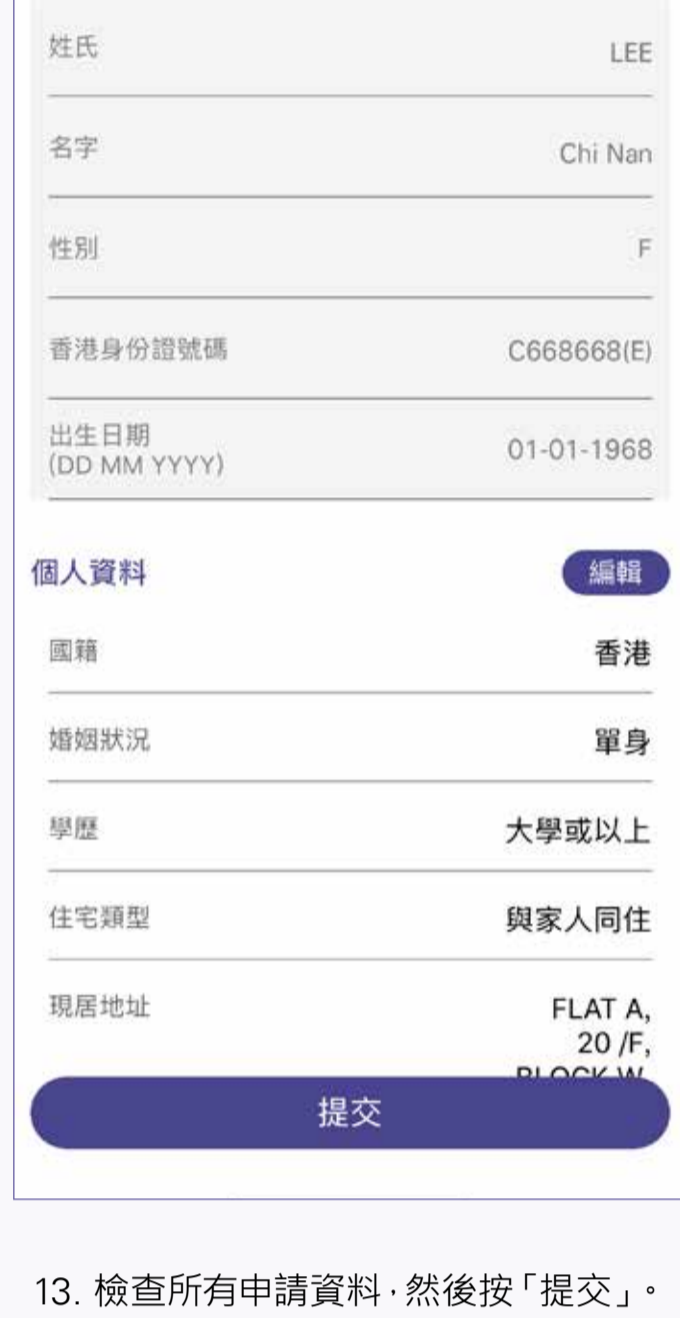 姓氏 LEE
名字 Chi Nan
性別 F
香港身份證號碼 C668668(E)
出生日期
(DD MM YYYY) 01-01-1968
個人資料 編輯
國籍 香港
婚姻狀況 單身
學歷 大學或以上
住宅類型 與家人同住
現居地址 FLAT A,
20 /F,
BLOCK W
提交
13. 檢查所有申請資料，然後按「提交」。